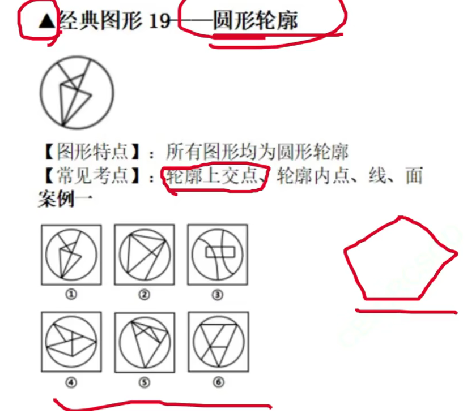 ▲经典图形 19——圆形轮廓
【图形特点】:所有图形均为圆形轮廓
【常见考点】:轮廓上交点、轮廓内点、线、面
案例一
① ② ③
④ ⑤ ⑥